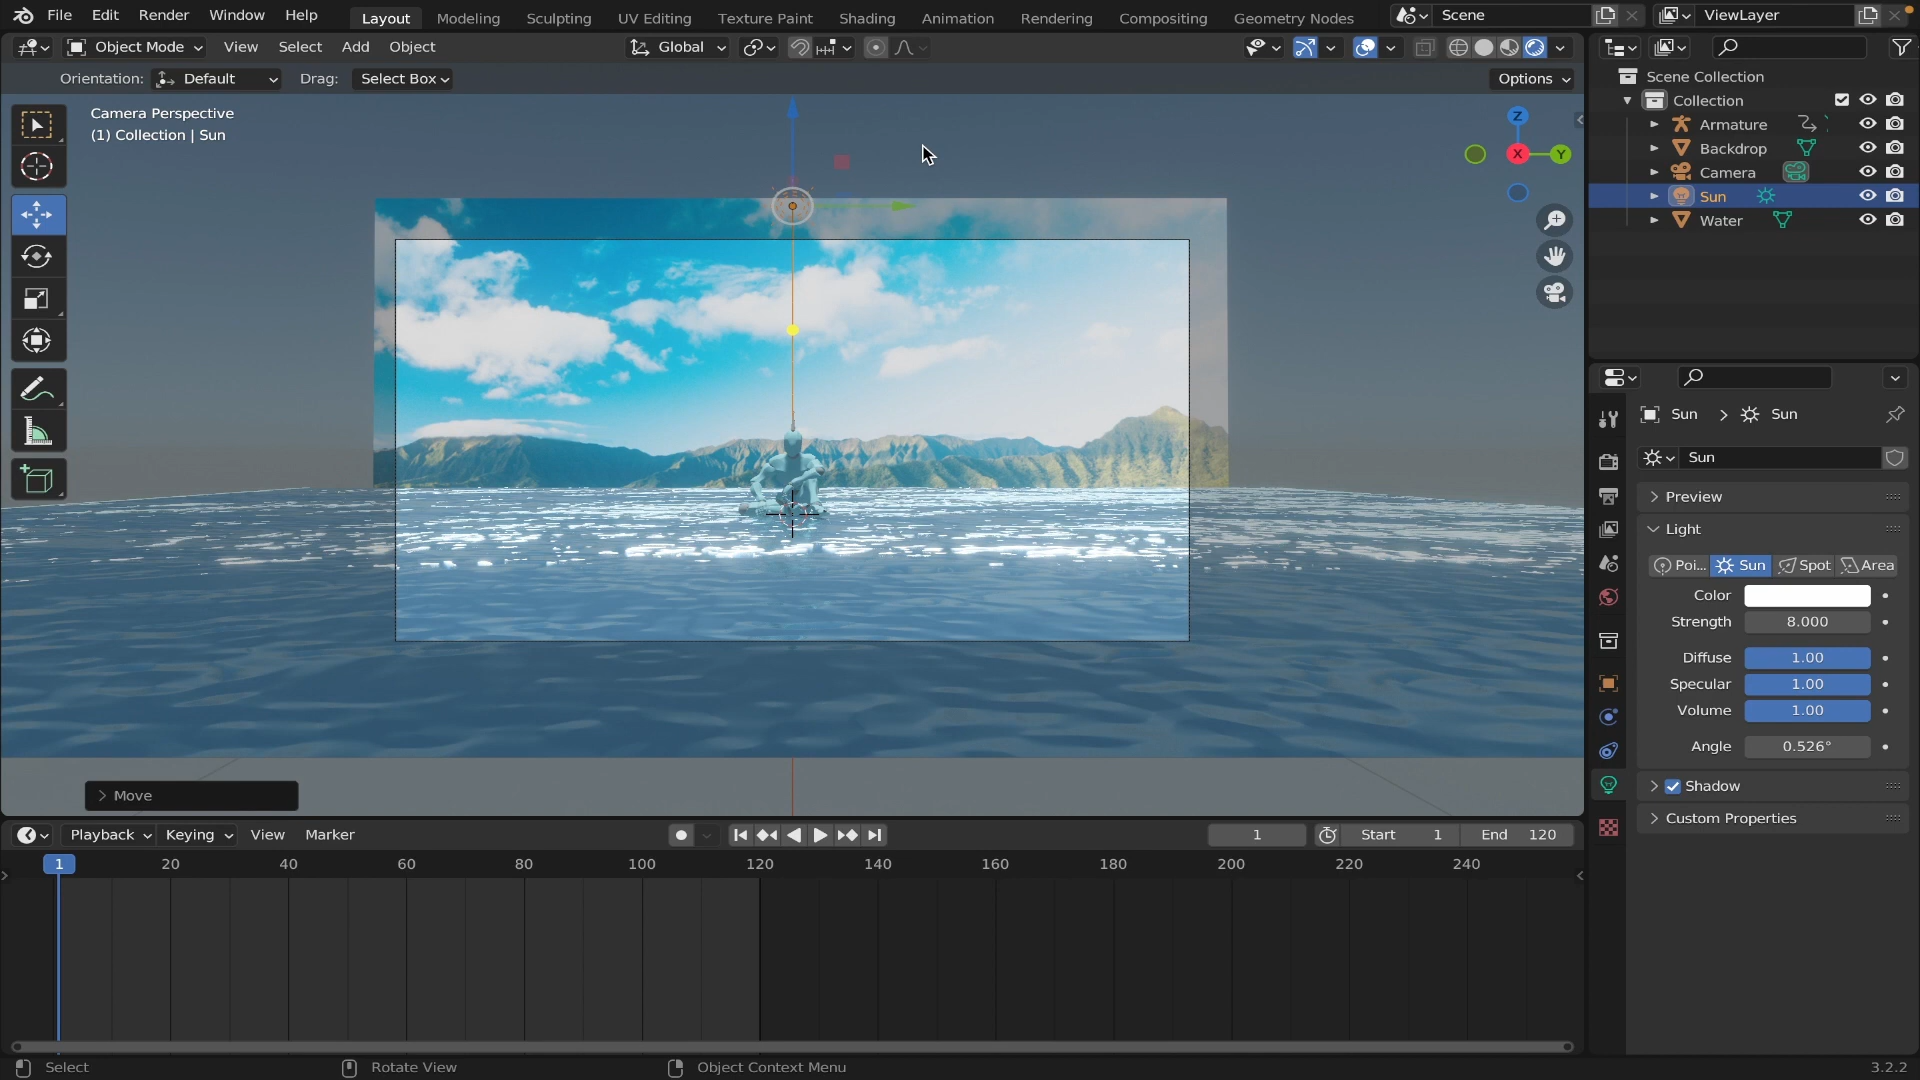 File Edit Render Window Help Layout Modeling Sculpting UV Editing Texture Paint Shading Animation Rendering Compositing Geometry Nodes Scene ViewLayer
Object Mode View Select Add Object Global
Orientation: Default Drag: Select Box Options
Camera Perspective
(1) Collection | Sun
Z
X
Y
Move
Scene Collection
Collection
Armature
Backdrop
Camera
Sun
Water
Sun > Sun
Sun
Preview
Light
Poi... Sun Spot Area
Color
Strength 8.000
Diffuse 1.00
Specular 1.00
Volume 1.00
Angle 0.526°
Shadow
Custom Properties
Playback Keying View Marker 1 Start 1 End 120
1 20 40 60 80 100 120 140 160 180 200 220 240
Select Rotate View Object Context Menu 3.2.2